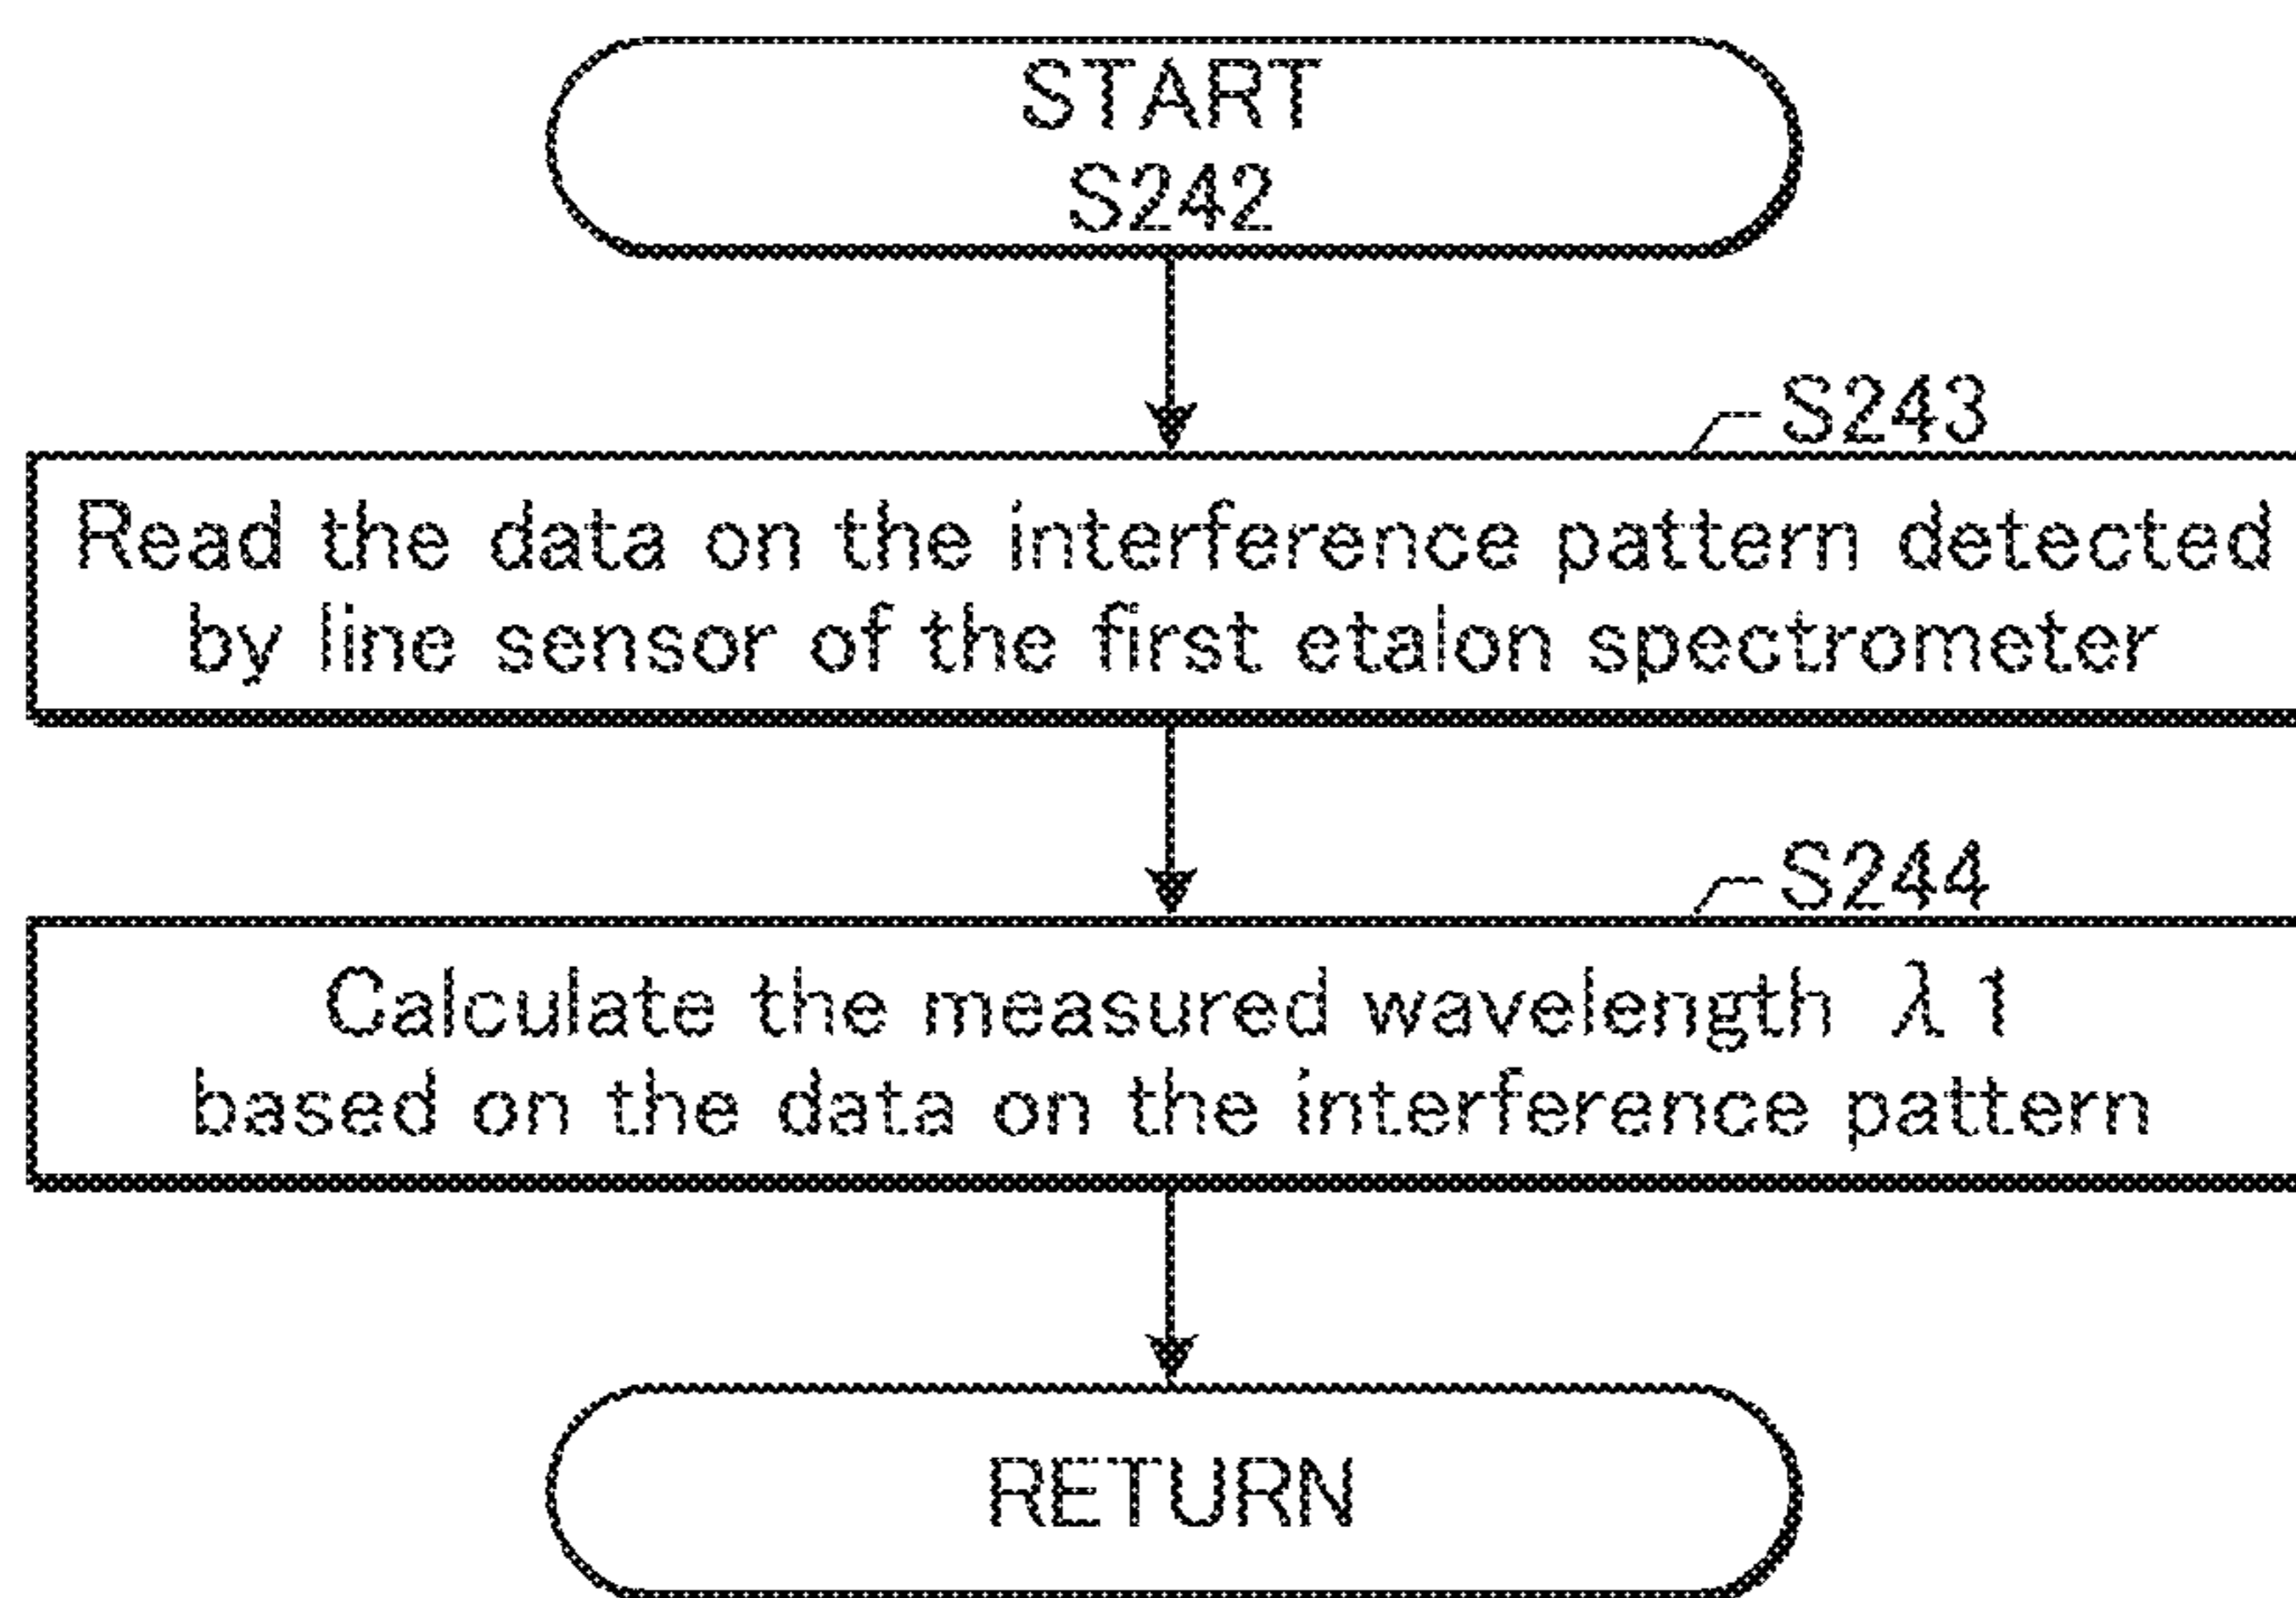 START
S242
S243
Read the data on the interference pattern detected
by line sensor of the first etalon spectrometer
S244
Calculate the measured wavelength λ 1
based on the data on the interference pattern
RETURN